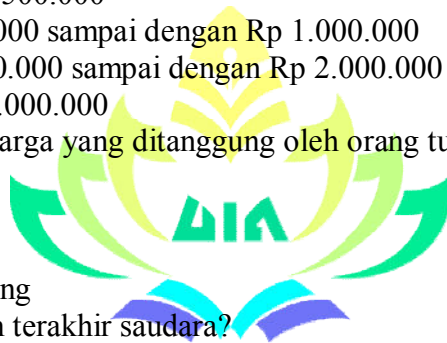 000 sampai dengan Rp 1.000.000
0.000 sampai dengan Rp 2.000.000
.000.000
arga yang ditanggung oleh orang tu
UIA
ng
n terakhir saudara?